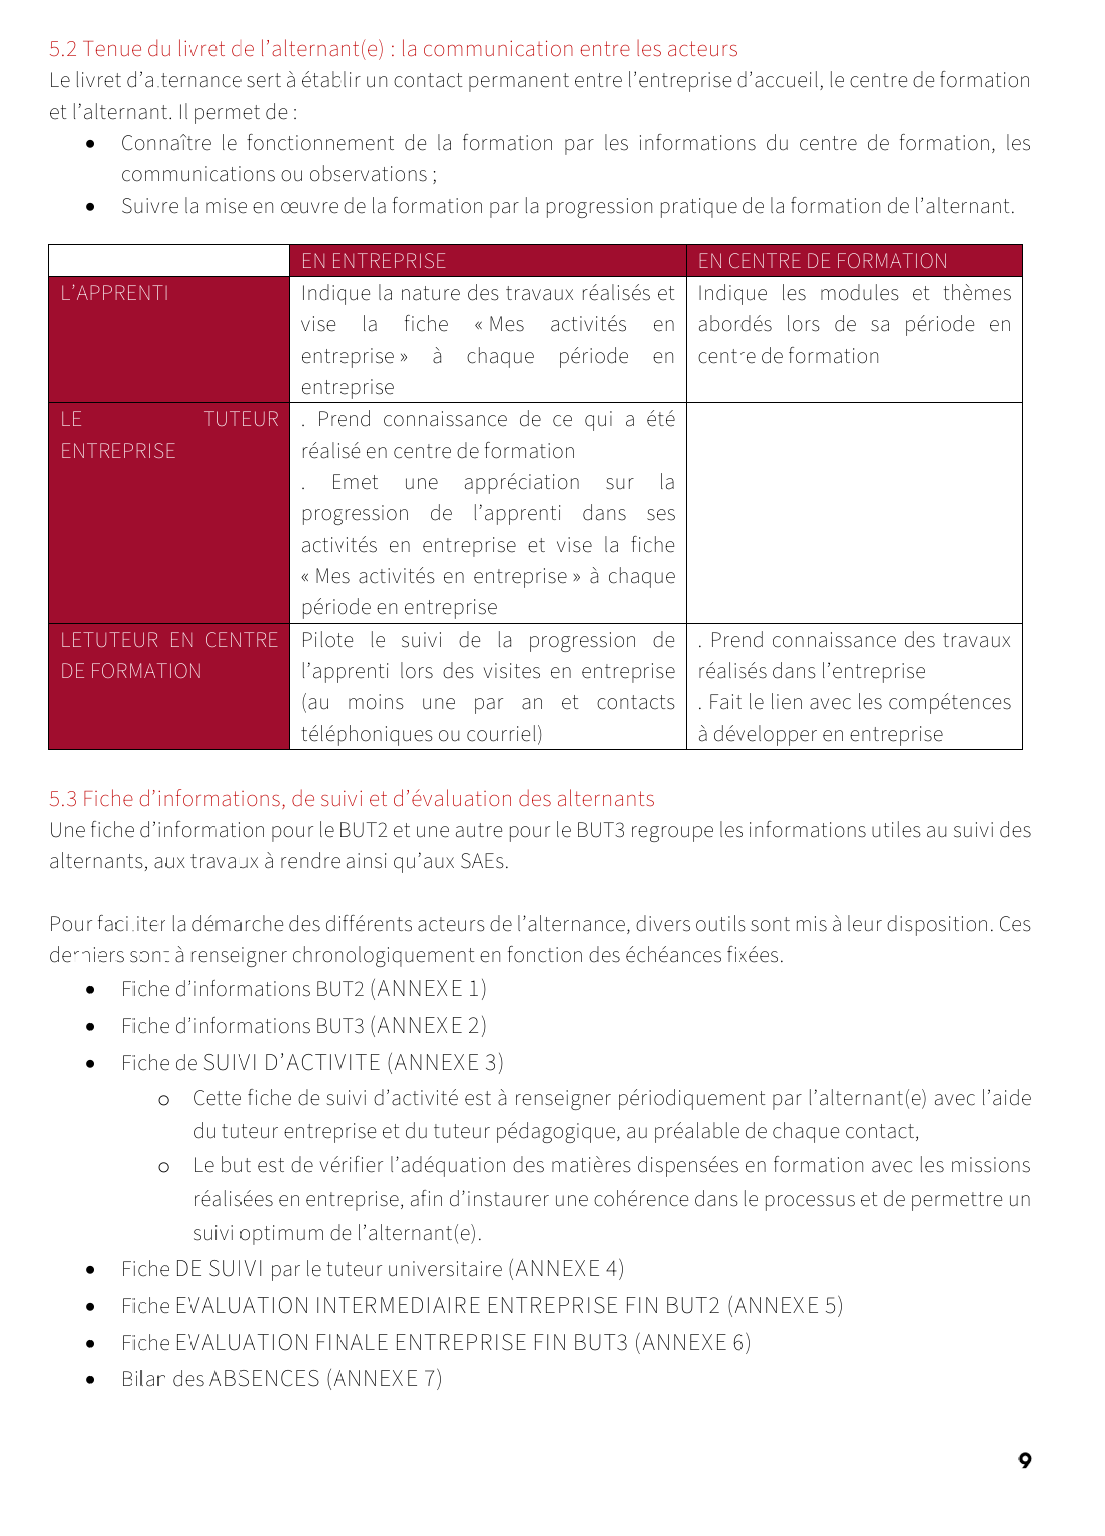 5.2 Tenue du livret de l’alternant(e) : la communication entre les acteurs
Le livret d’alternance sert à établir un contact permanent entre l’entreprise d’accueil, le centre de formation
et l’alternant. Il permet de :
• Connaître le fonctionnement de la formation par les informations du centre de formation, les
communications ou observations ;
• Suivre la mise en œuvre de la formation par la progression pratique de la formation de l’alternant.
EN ENTREPRISE
EN CENTRE DE FORMATION
L’APPRENTI
Indique la nature des travaux réalisés et
vise la fiche « Mes activités en
entreprise » à chaque période en
entreprise
Indique les modules et thèmes
abordés lors de sa période en
centre de formation
LE TUTEUR
ENTREPRISE
. Prend connaissance de ce qui a été
réalisé en centre de formation
. Emet une appréciation sur la
progression de l’apprenti dans ses
activités en entreprise et vise la fiche
« Mes activités en entreprise » à chaque
période en entreprise
LETUTEUR EN CENTRE
DE FORMATION
Pilote le suivi de la progression de
l’apprenti lors des visites en entreprise
(au moins une par an et contacts
téléphoniques ou courriel)
. Prend connaissance des travaux
réalisés dans l’entreprise
. Fait le lien avec les compétences
à développer en entreprise
5.3 Fiche d’informations, de suivi et d’évaluation des alternants
Une fiche d’information pour le BUT2 et une autre pour le BUT3 regroupe les informations utiles au suivi des
alternants, aux travaux à rendre ainsi qu’aux SAEs.
Pour faciliter la démarche des différents acteurs de l’alternance, divers outils sont mis à leur disposition. Ces
derniers sont à renseigner chronologiquement en fonction des échéances fixées.
• Fiche d’informations BUT2 (ANNEXE 1)
• Fiche d’informations BUT3 (ANNEXE 2)
• Fiche de SUIVI D’ACTIVITE (ANNEXE 3)
o Cette fiche de suivi d’activité est à renseigner périodiquement par l’alternant(e) avec l’aide
du tuteur entreprise et du tuteur pédagogique, au préalable de chaque contact,
o Le but est de vérifier l’adéquation des matières dispensées en formation avec les missions
réalisées en entreprise, afin d’instaurer une cohérence dans le processus et de permettre un
suivi optimum de l’alternant(e).
• Fiche DE SUIVI par le tuteur universitaire (ANNEXE 4)
• Fiche EVALUATION INTERMEDIAIRE ENTREPRISE FIN BUT2 (ANNEXE 5)
• Fiche EVALUATION FINALE ENTREPRISE FIN BUT3 (ANNEXE 6)
• Bilan des ABSENCES (ANNEXE 7)
9